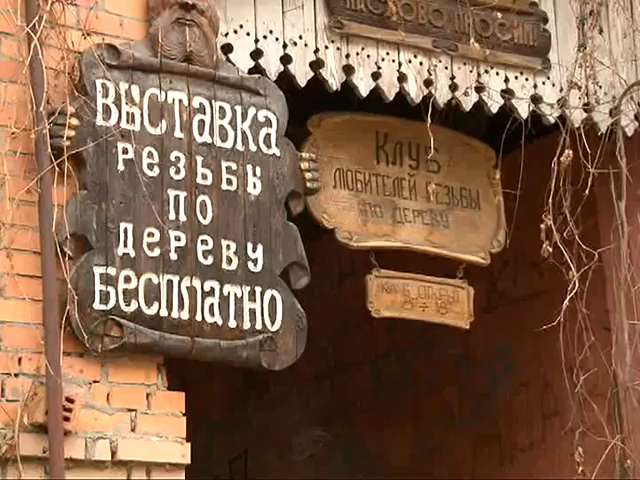 Выставка
резьбы
по
дереву
бесплатно
Клуб
любителей резьбы
по дереву